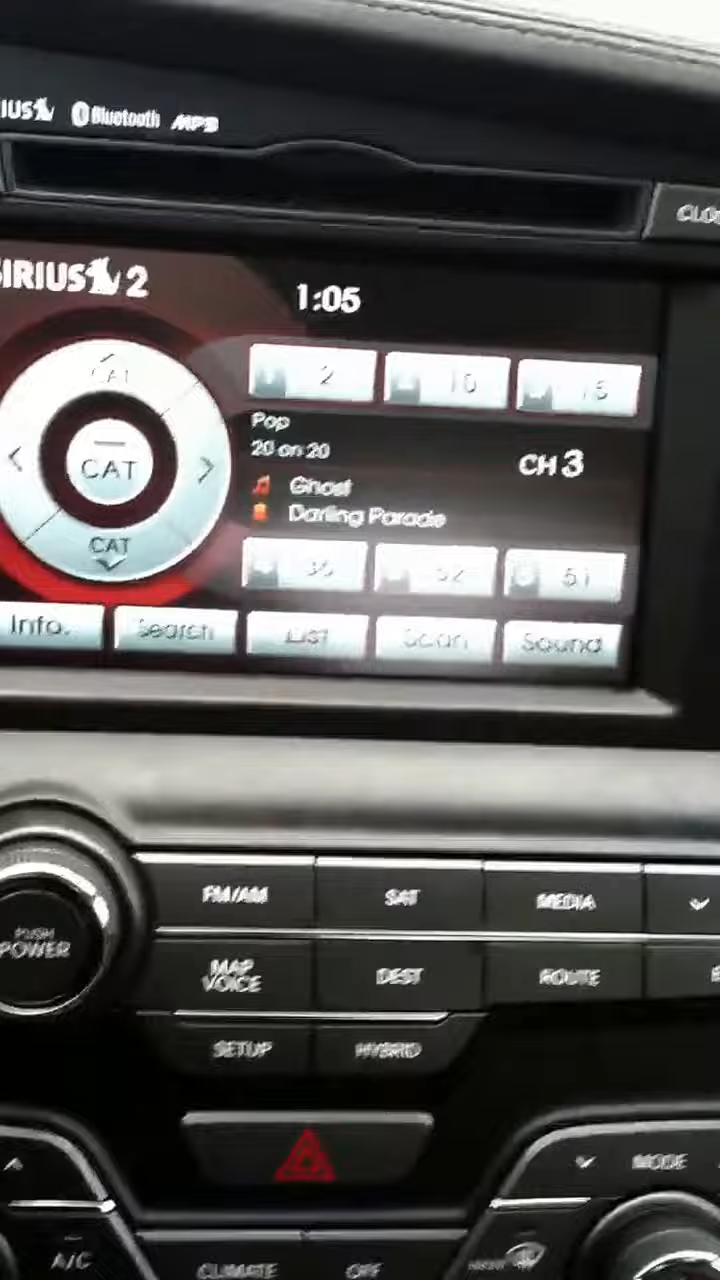 Bluetooth MP3
SIRIUS 2
1:05
2
10
15
CAT
CAT
CAT
Pop
20 on 20
CH 3
Ghost
Darling Parade
52
51
Info.
Search
List
Scan
Sound
FM/AM
SAT
MEDIA
PUSH
POWER
MAP
VOICE
DEST
ROUTE
SETUP
HYBRID
MODE
A/C
CLIMATE
OFF